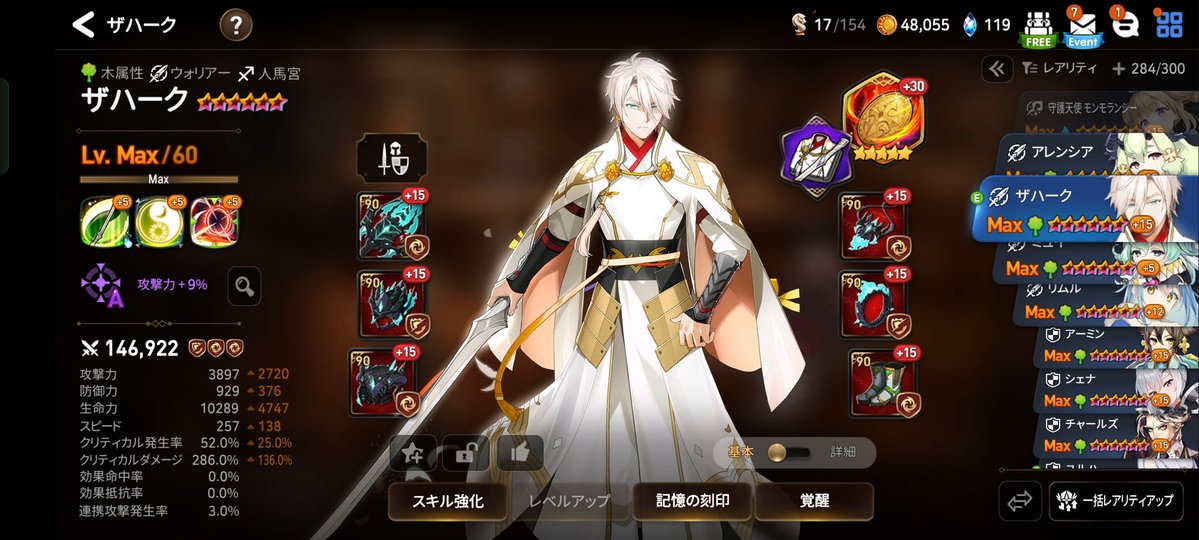 ザハーク ?
17/154 48,055 119 FREE 7 Event 1
木属性 ウォリアー 人馬宮
ザハーク
Lv. Max/60
Max
+5 +5 +5
A 攻撃力+9%
146,922
攻撃力 3897 2720
防御力 929 376
生命力 10289 4747
スピード 257 138
クリティカル発生率 52.0% 25.0%
クリティカルダメージ 286.0% 136.0%
効果命中率 0.0%
効果抵抗率 0.0%
連携攻撃発生率 3.0%
90 +15
90 +15
90 +15
+30
90 +15
90 +15
90 +15
基本 詳細
スキル強化 レベルアップ 記憶の刻印 覚醒
レアリティ + 284/300
守護天使 モンモランシー
Max +15
アレンシア
Max
E ザハーク
Max +15
Max +5
リムル
Max +12
アーミン
Max +15
シェナ
Max +15
チャールズ
Max +15
一括レアリティアップ